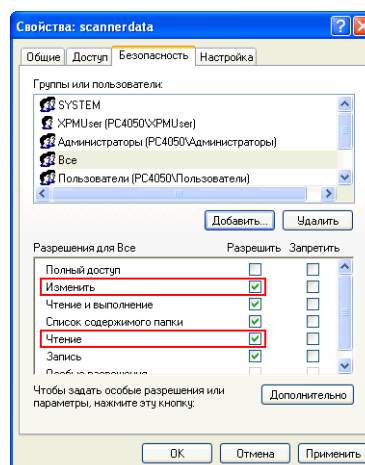 Свойства: scannerdata
Общие Доступ Безопасность Настройка
Группы или пользователи:
SYSTEM
XPMUser (PC4050\XPMUser)
Администраторы (PC4050\Администраторы)
Все
Пользователи (PC4050\Пользователи)
Добавить... Удалить
Разрешения для Все Разрешить Запретить
Полный доступ
Изменить
Чтение и выполнение
Список содержимого папки
Чтение
Запись
Особые разрешения
Чтобы задать особые разрешения или
параметры, нажмите эту кнопку:
Дополнительно
OK Отмена Применить